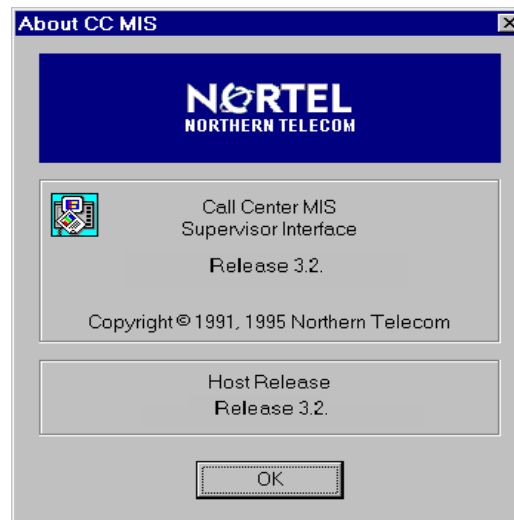 About CC MIS
NORTEL
NORTHERN TELECOM
Call Center MIS
Supervisor Interface
Release 3.2.
Copyright © 1991, 1995 Northern Telecom
Host Release
Release 3.2.
OK